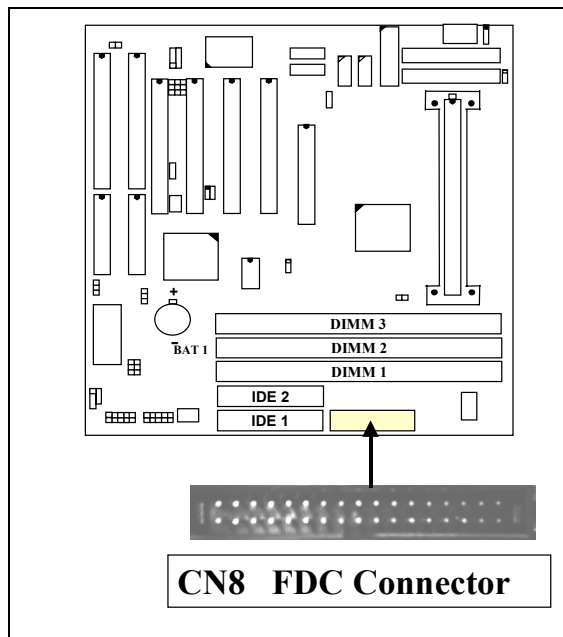 +
- BAT 1
DIMM 3
DIMM 2
DIMM 1
IDE 2
IDE 1
CN8 FDC Connector